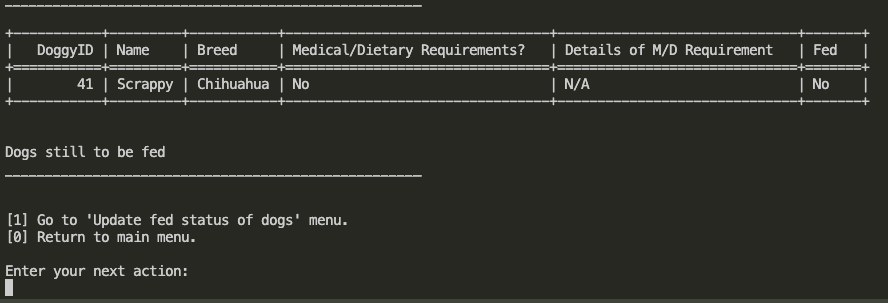 ____________________________________________________
+-----------+---------+-----------+---------------------------------+------------------------------+-------+
|   DoggyID | Name    | Breed     | Medical/Dietary Requirements?   | Details of M/D Requirement   | Fed   |
+===========+=========+===========+=================================+==============================+=======+
|        41 | Scrappy | Chihuahua | No                              | N/A                          | No    |
+-----------+---------+-----------+---------------------------------+------------------------------+-------+
Dogs still to be fed
____________________________________________________
[1] Go to 'Update fed status of dogs' menu.
[0] Return to main menu.
Enter your next action: